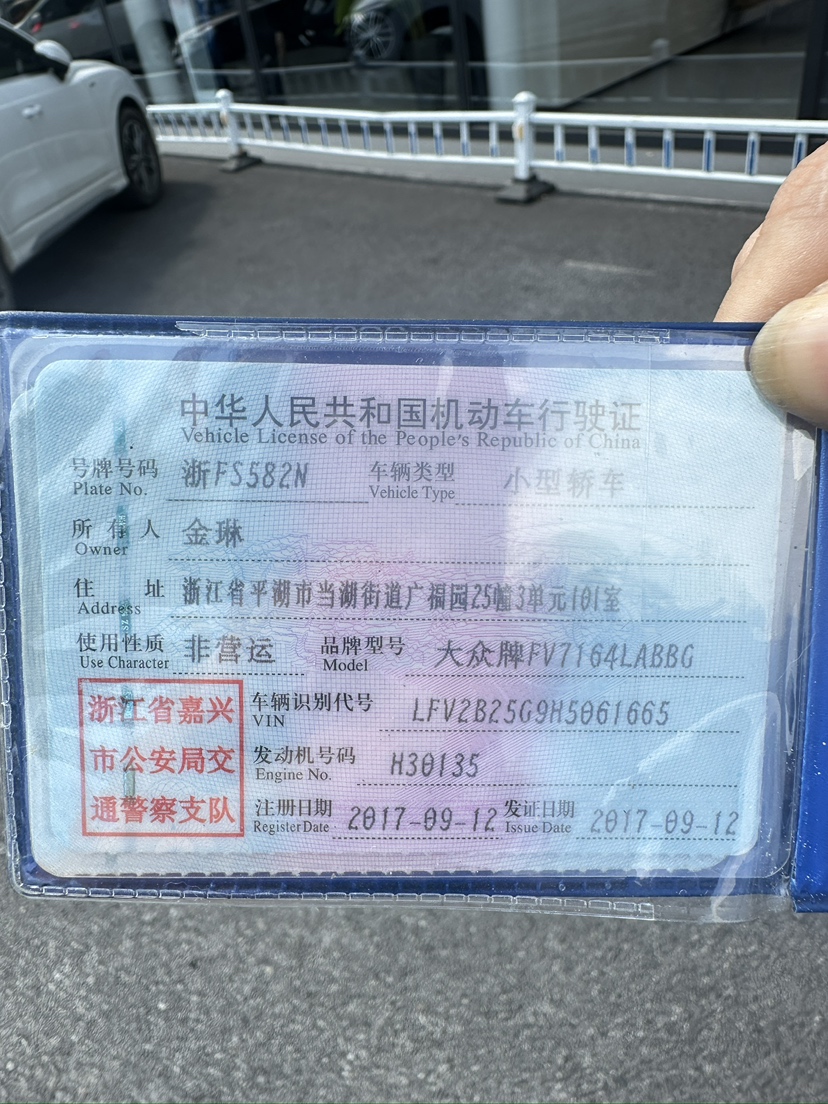 中华人民共和国机动车行驶证
Vehicle License of the People's Republic of China
号牌号码 浙FS582N 车辆类型 小型轿车
Plate No. Vehicle Type
所有人 金琳
Owner
住址 浙江省平湖市当湖街道广福园25幢3单元101室
Address
使用性质 非营运 品牌型号 大众牌FV7164LABBG
Use Character Model
浙江省嘉兴
市公安局交
通警察支队
车辆识别代号 LFV2B25G9H5061665
VIN
发动机号码 H30135
Engine No.
注册日期 2017-09-12 发证日期 2017-09-12
Register Date Issue Date